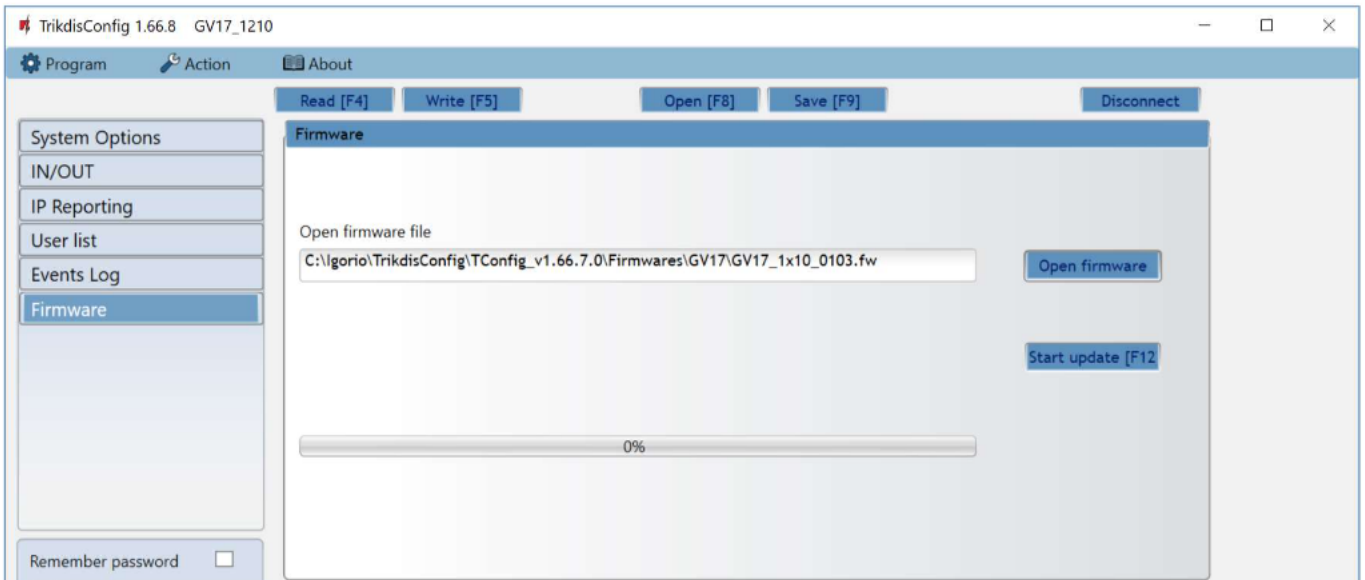 TrikdisConfig 1.66.8 GV17_1210
Program Action About
Read [F4] Write [F5] Open [F8] Save [F9] Disconnect
System Options
IN/OUT
IP Reporting
User list
Events Log
Firmware
Firmware
Open firmware file
C:\Igorio\TrikdisConfig\TConfig_v1.66.7.0\Firmwares\GV17\GV17_1x10_0103.fw
Open firmware
Start update [F12
0%
Remember password